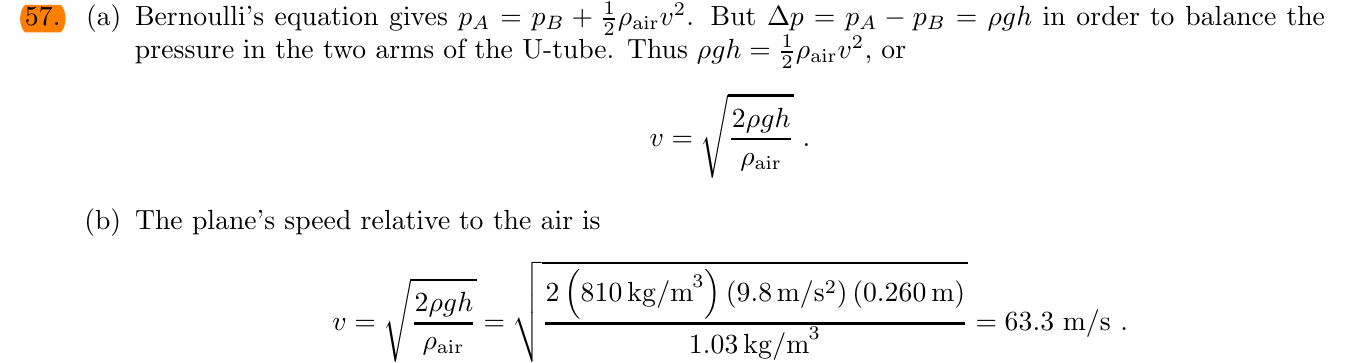 57. (a) Bernoulli's equation gives p_A = p_B + ½ρ_air v². But Δp = p_A − p_B = ρgh in order to balance the
pressure in the two arms of the U-tube. Thus ρgh = ½ρ_air v², or
v = √(2ρgh / ρ_air) .
(b) The plane's speed relative to the air is
v = √(2ρgh / ρ_air) = √(2 (810 kg/m³) (9.8 m/s²) (0.260 m) / 1.03 kg/m³) = 63.3 m/s .